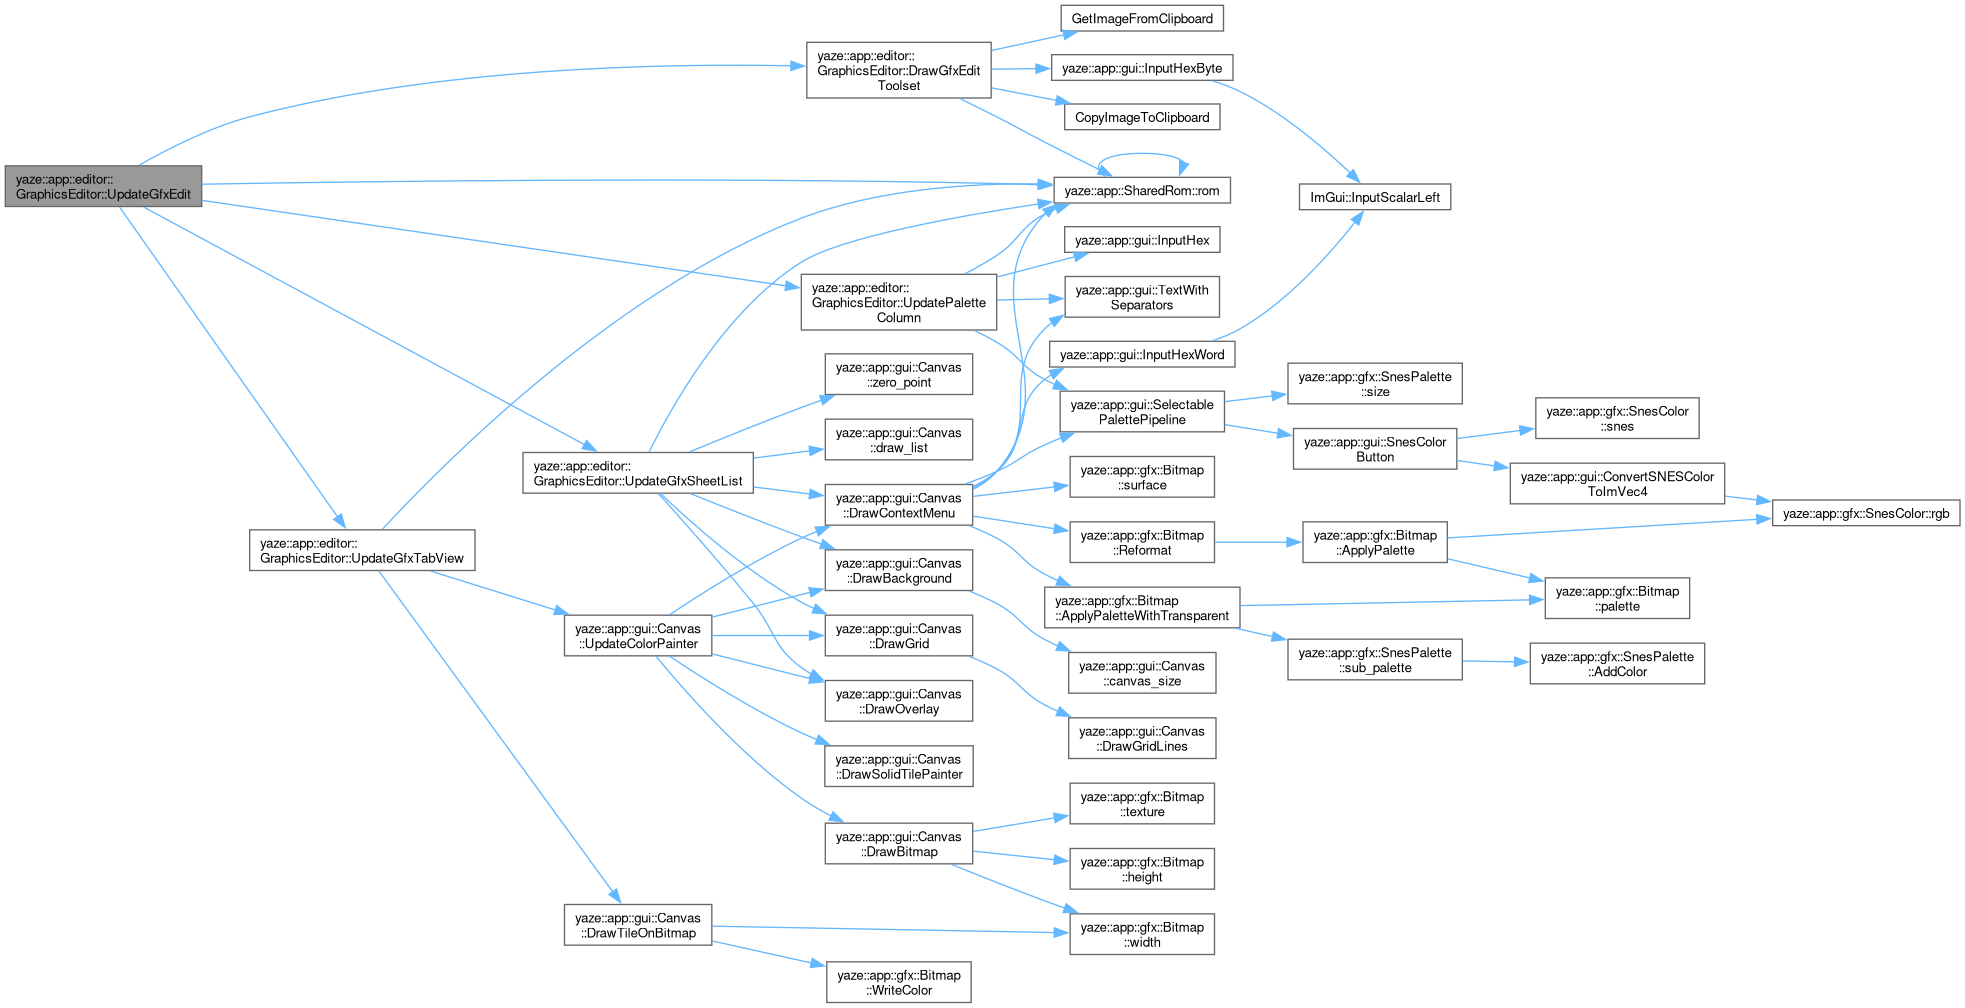 yaze::app::editor::
GraphicsEditor::UpdateGfxEdit
yaze::app::editor::
GraphicsEditor::DrawGfxEdit
Toolset
GetImageFromClipboard
yaze::app::gui::InputHexByte
CopyImageToClipboard
yaze::app::SharedRom::rom
ImGui::InputScalarLeft
yaze::app::editor::
GraphicsEditor::UpdatePalette
Column
yaze::app::gui::InputHex
yaze::app::gui::TextWith
Separators
yaze::app::gui::InputHexWord
yaze::app::gui::Selectable
PalettePipeline
yaze::app::gfx::SnesPalette
::size
yaze::app::gui::SnesColor
Button
yaze::app::gfx::SnesColor
::snes
yaze::app::gui::ConvertSNESColor
ToImVec4
yaze::app::gfx::SnesColor::rgb
yaze::app::editor::
GraphicsEditor::UpdateGfxSheetList
yaze::app::gui::Canvas
::zero_point
yaze::app::gui::Canvas
::draw_list
yaze::app::gui::Canvas
::DrawContextMenu
yaze::app::gfx::Bitmap
::surface
yaze::app::gfx::Bitmap
::Reformat
yaze::app::gfx::Bitmap
::ApplyPalette
yaze::app::gfx::Bitmap
::palette
yaze::app::gfx::Bitmap
::ApplyPaletteWithTransparent
yaze::app::gfx::SnesPalette
::sub_palette
yaze::app::gfx::SnesPalette
::AddColor
yaze::app::editor::
GraphicsEditor::UpdateGfxTabView
yaze::app::gui::Canvas
::UpdateColorPainter
yaze::app::gui::Canvas
::DrawBackground
yaze::app::gui::Canvas
::DrawGrid
yaze::app::gui::Canvas
::canvas_size
yaze::app::gui::Canvas
::DrawOverlay
yaze::app::gui::Canvas
::DrawGridLines
yaze::app::gui::Canvas
::DrawSolidTilePainter
yaze::app::gui::Canvas
::DrawBitmap
yaze::app::gfx::Bitmap
::texture
yaze::app::gfx::Bitmap
::height
yaze::app::gfx::Bitmap
::width
yaze::app::gui::Canvas
::DrawTileOnBitmap
yaze::app::gfx::Bitmap
::WriteColor